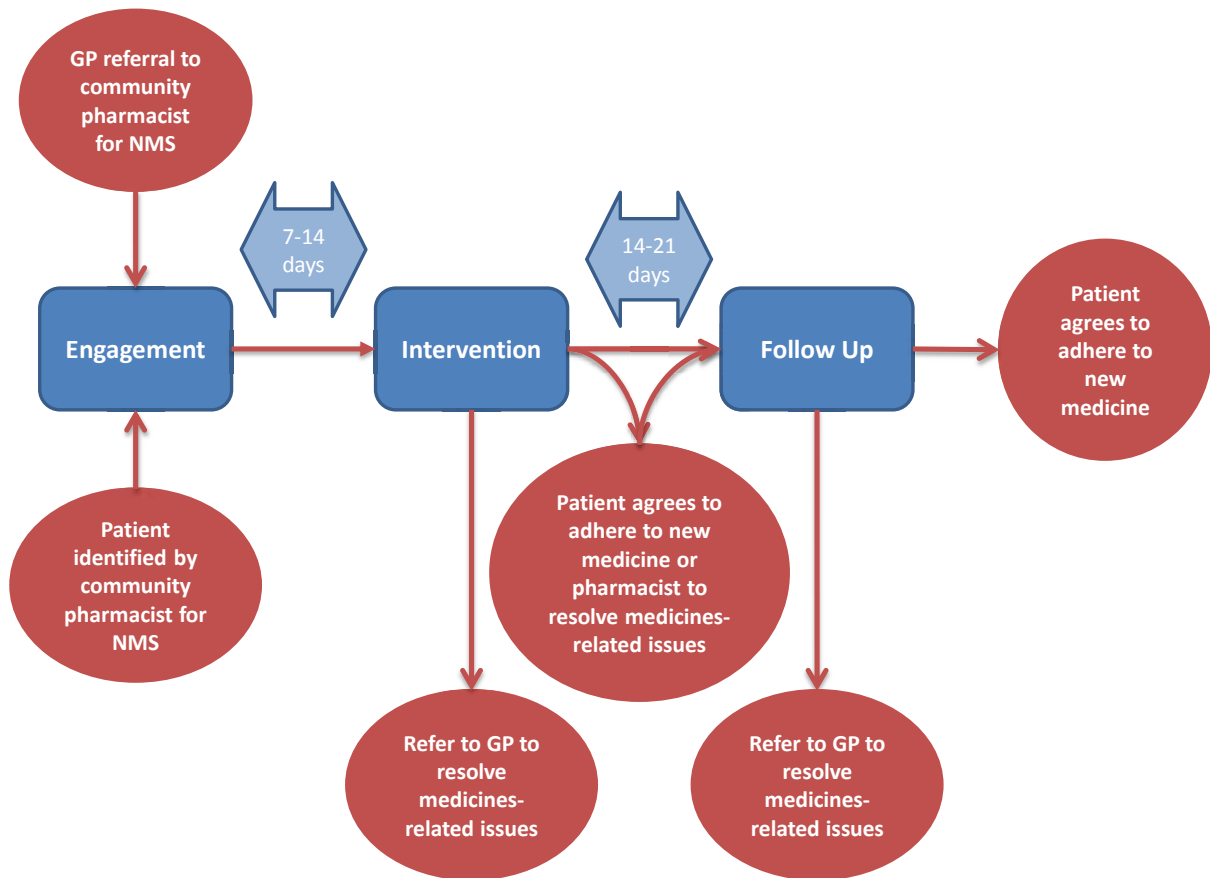 GP referral to
community
pharmacist
for NMS
7-14
days
14-21
days
Engagement
Intervention
Follow Up
Patient
agrees to
adhere to
new
medicine
Patient
identified by
community
pharmacist for
NMS
Patient agrees to
adhere to new
medicine or
pharmacist to
resolve medicines-
related issues
Refer to GP to
resolve
medicines-
related issues
Refer to GP to
resolve
medicines-
related issues